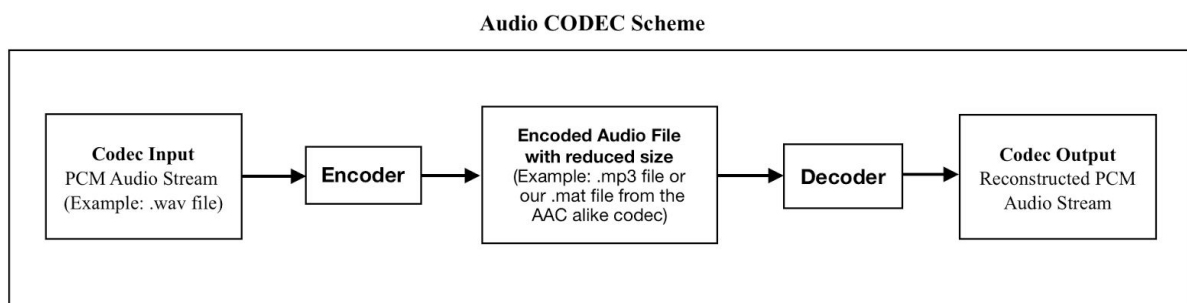 Audio CODEC Scheme
Codec Input
PCM Audio Stream
(Example: .wav file)
Encoder
Encoded Audio File
with reduced size
(Example: .mp3 file or
our .mat file from the
AAC alike codec)
Decoder
Codec Output
Reconstructed PCM
Audio Stream